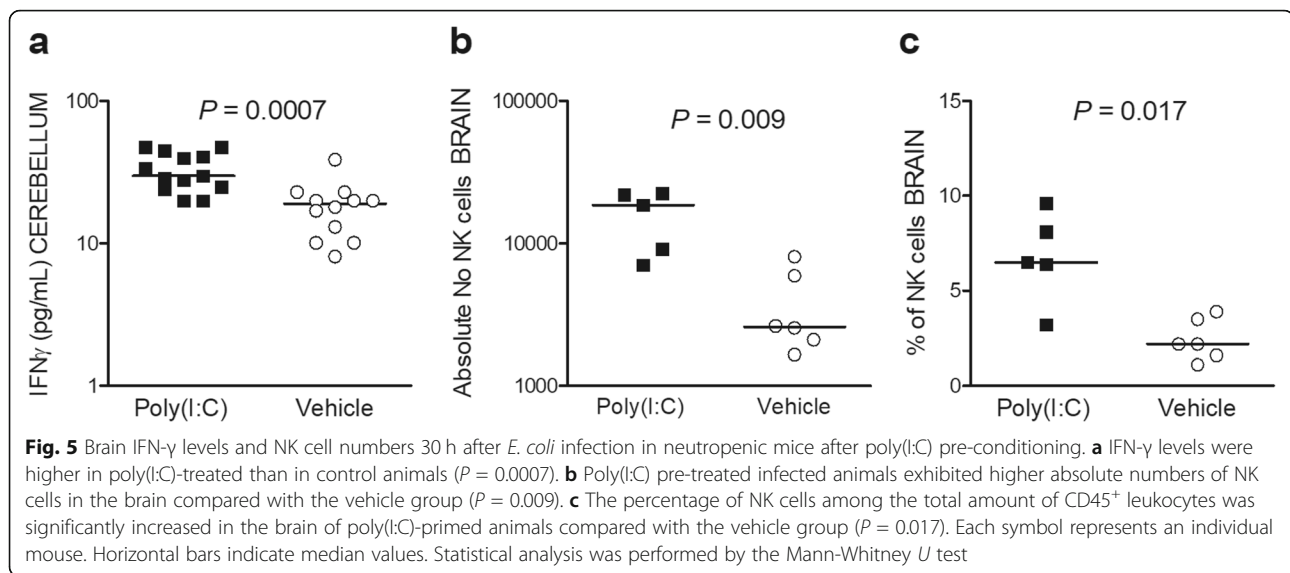 a
b
c
P = 0.0007
P = 0.009
P = 0.017
IFNγ (pg/mL) CEREBELLUM
100
10
1
Poly(I:C) Vehicle
Absolute No NK cells BRAIN
100000
10000
1000
Poly(I:C) Vehicle
% of NK cells BRAIN
15
10
5
0
Poly(I:C) Vehicle
Fig. 5 Brain IFN-γ levels and NK cell numbers 30 h after E. coli infection in neutropenic mice after poly(I:C) pre-conditioning. a IFN-γ levels were
higher in poly(I:C)-treated than in control animals (P = 0.0007). b Poly(I:C) pre-treated infected animals exhibited higher absolute numbers of NK
cells in the brain compared with the vehicle group (P = 0.009). c The percentage of NK cells among the total amount of CD45⁺ leukocytes was
significantly increased in the brain of poly(I:C)-primed animals compared with the vehicle group (P = 0.017). Each symbol represents an individual
mouse. Horizontal bars indicate median values. Statistical analysis was performed by the Mann-Whitney U test